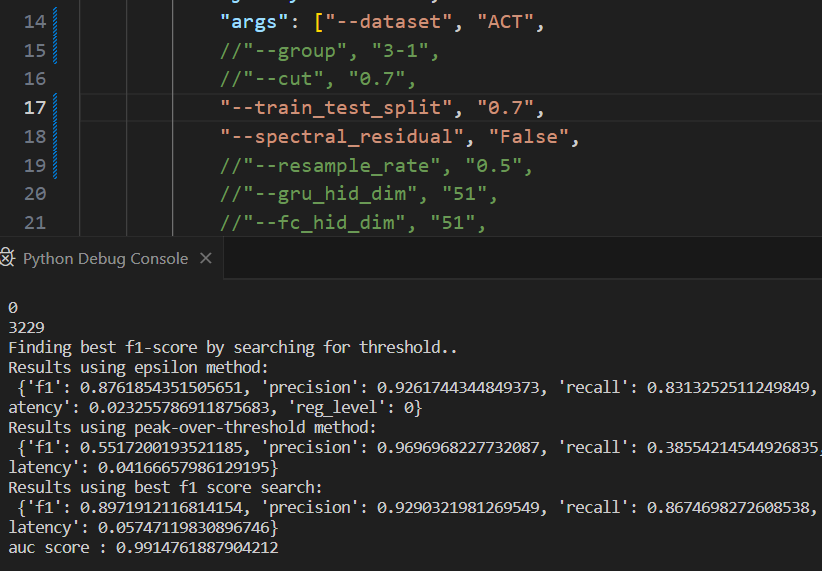 14 "args": ["--dataset", "ACT",
15 //"--group", "3-1",
16 //"--cut", "0.7",
17 "--train_test_split", "0.7",
18 "--spectral_residual", "False",
19 //"--resample_rate", "0.5",
20 //"--gru_hid_dim", "51",
21 //"--fc_hid_dim", "51",
Python Debug Console
0
3229
Finding best f1-score by searching for threshold..
Results using epsilon method:
{'f1': 0.8761854351505651, 'precision': 0.9261744344849373, 'recall': 0.8313252511249849,
atency': 0.023255786911875683, 'reg_level': 0}
Results using peak-over-threshold method:
{'f1': 0.5517200193521185, 'precision': 0.9696968227732087, 'recall': 0.38554214544926835,
latency': 0.04166657986129195}
Results using best f1 score search:
{'f1': 0.8971912116814154, 'precision': 0.9290321981269549, 'recall': 0.8674698272608538,
latency': 0.05747119830896746}
auc score : 0.9914761887904212